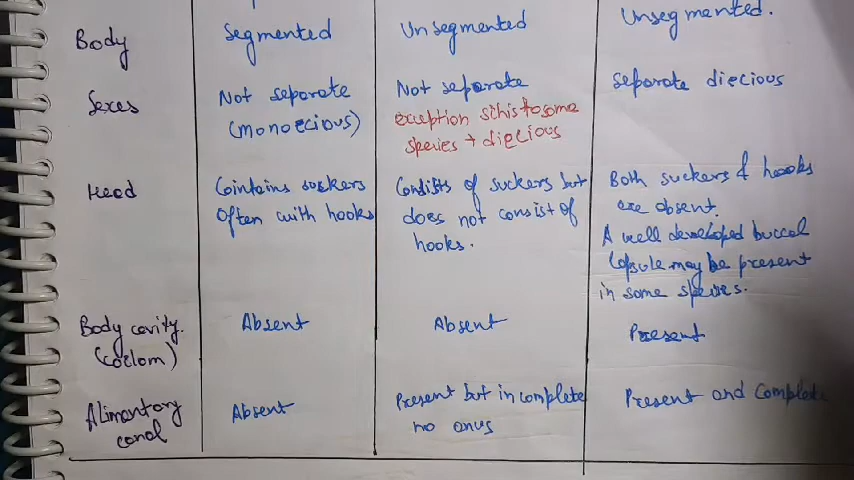 Body
Segmented
Unsegmented
Unsegmented.
Sexes
Not separate
(monoecious)
Not separate
exception schistosoma
species → diecious
separate diecious
Head
Contains suckers
Often with hooks
Consists of suckers but
does not consist of
hooks.
Both suckers & hooks
are absent.
A well developed buccal
Capsule may be present
in some species.
Body cavity.
(coelom)
Absent
Absent
Present
Alimentary
canal
Absent
Present but incomplete
no anus
Present and complete